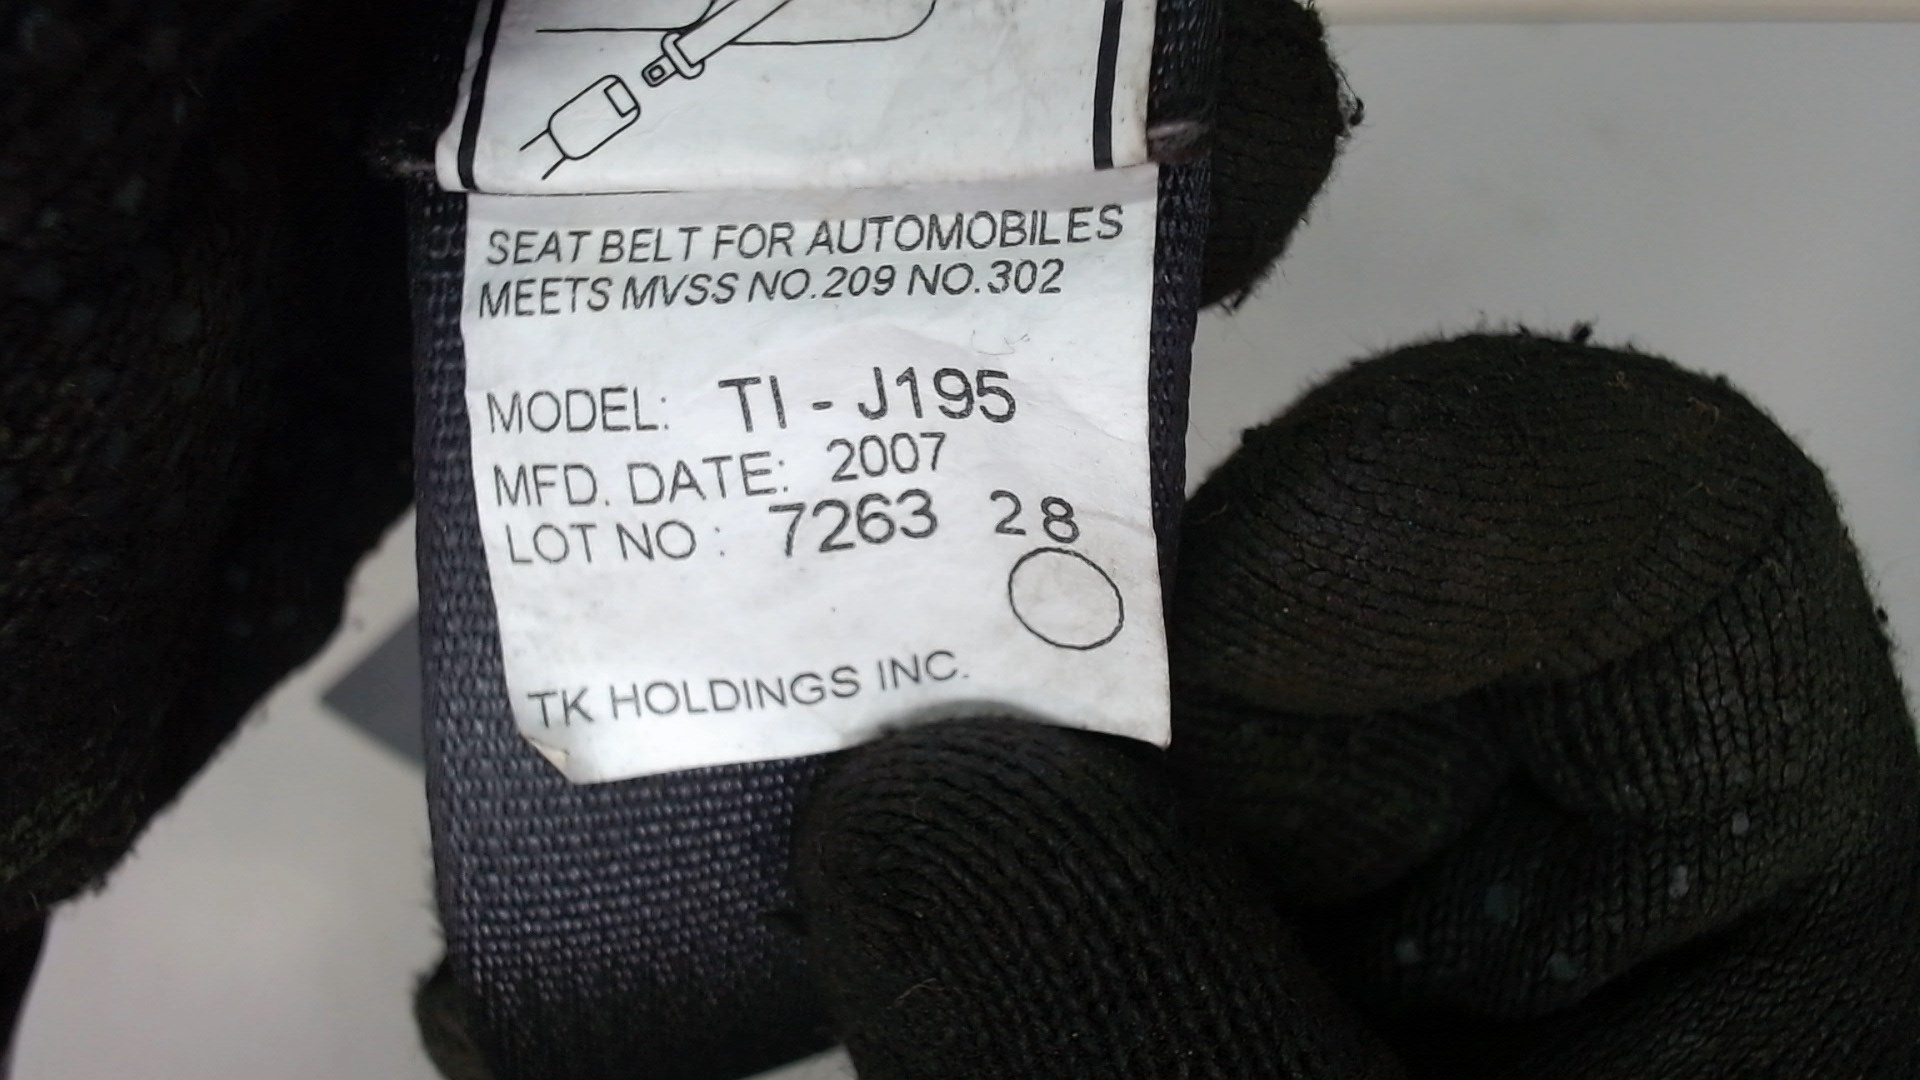 SEAT BELT FOR AUTOMOBILES
MEETS MVSS NO.209 NO.302
MODEL: TI - J195
MFD. DATE: 2007
LOT NO : 7263 28
TK HOLDINGS INC.